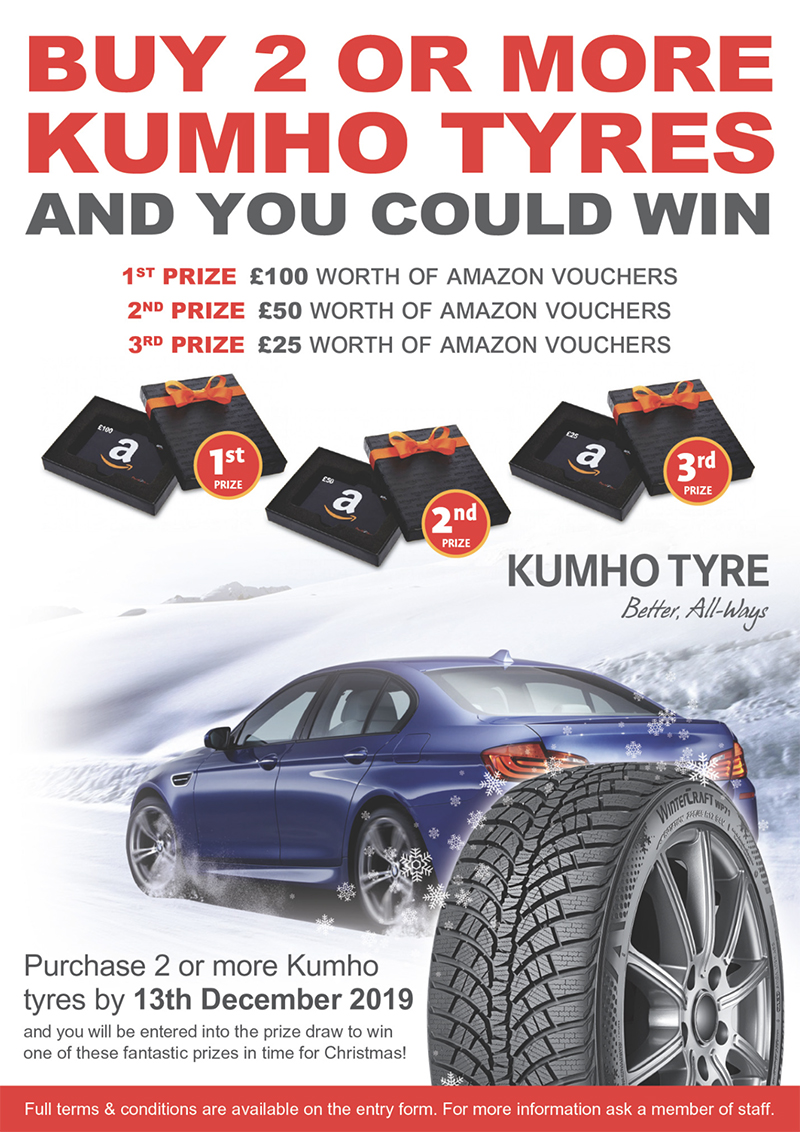 BUY 2 OR MORE
KUMHO TYRES
AND YOU COULD WIN
1ST PRIZE £100 WORTH OF AMAZON VOUCHERS
2ND PRIZE £50 WORTH OF AMAZON VOUCHERS
3RD PRIZE £25 WORTH OF AMAZON VOUCHERS
£100
a
1st
PRIZE
£50
a
2nd
PRIZE
£25
a
3rd
PRIZE
KUMHO TYRE
Better, All-Ways
WINTERCRAFT WP71
Purchase 2 or more Kumho
tyres by 13th December 2019
and you will be entered into the prize draw to win
one of these fantastic prizes in time for Christmas!
Full terms & conditions are available on the entry form. For more information ask a member of staff.